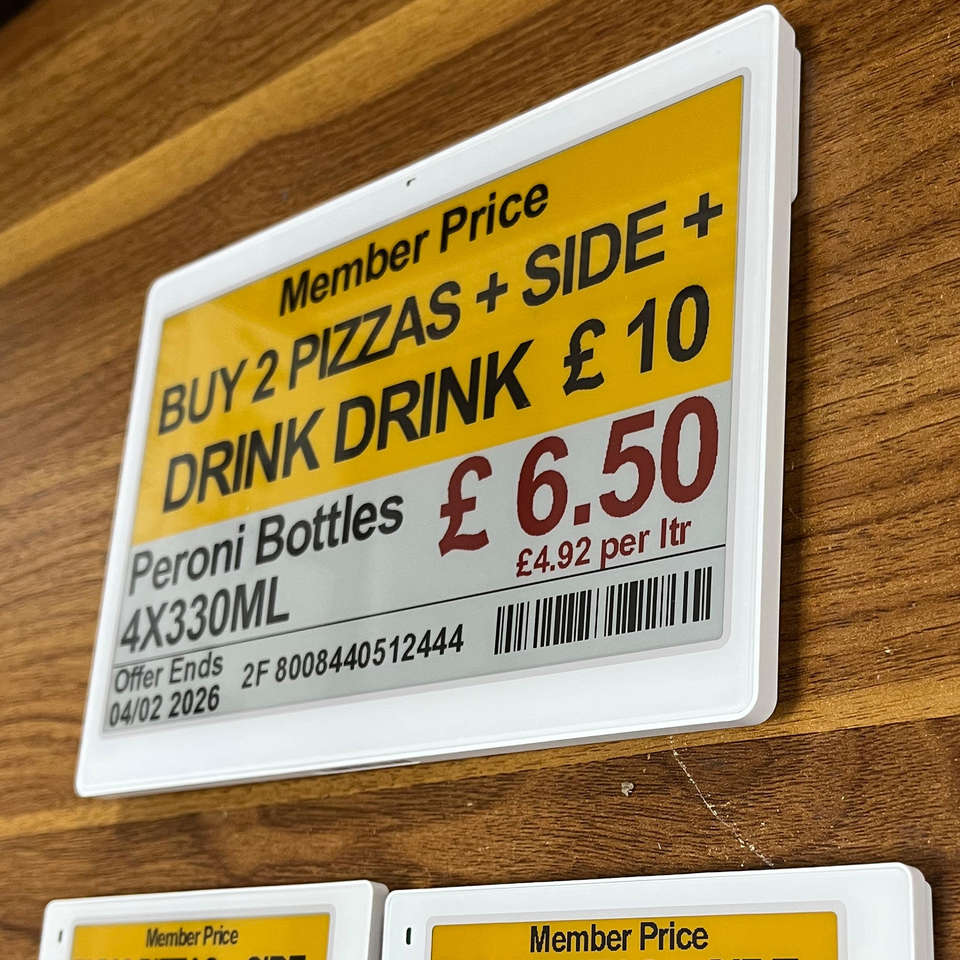 Member Price
BUY 2 PIZZAS + SIDE +
DRINK DRINK £ 10
Peroni Bottles
4X330ML
£ 6.50
£4.92 per ltr
Offer Ends
04/02 2026
2F 8008440512444
Member Price
Member Price